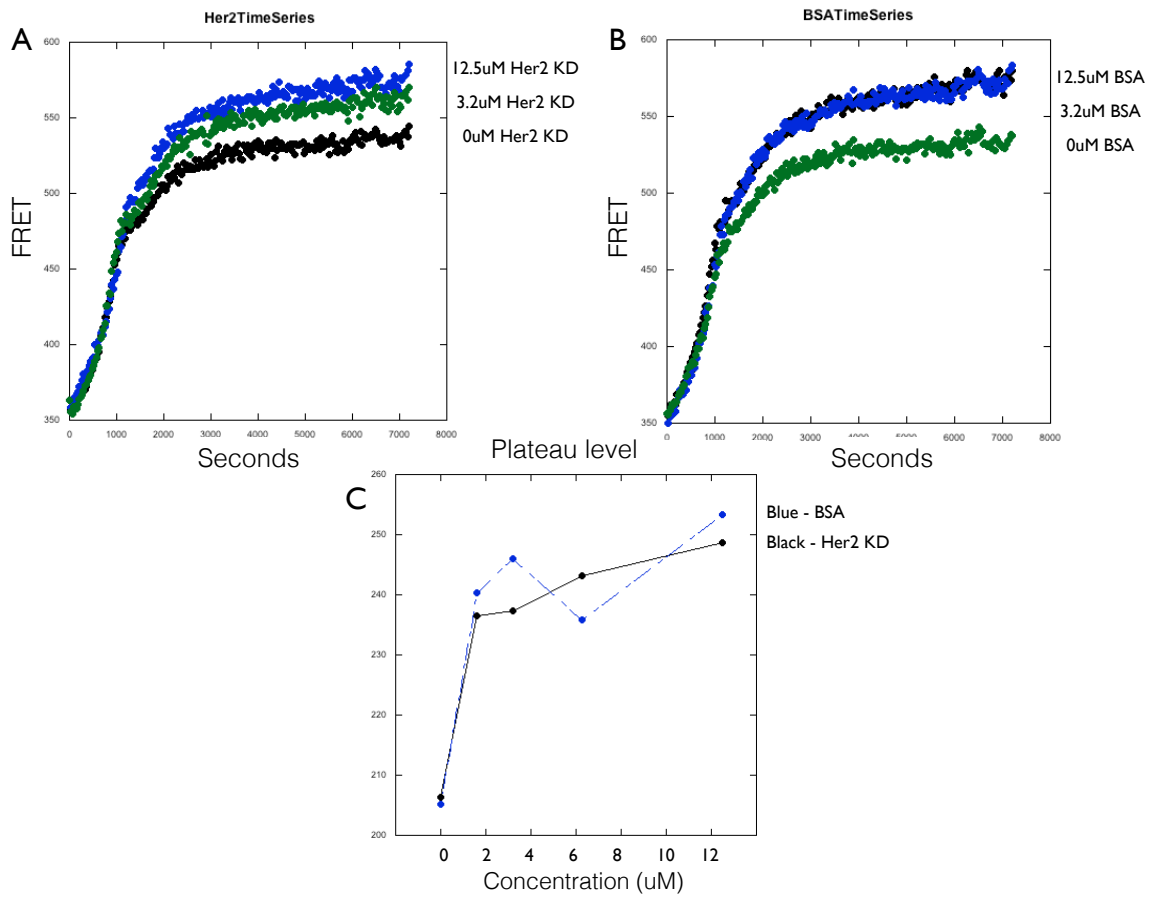 Her2TimeSeries
A
600
550
500
450
400
350
FRET
0 1000 2000 3000 4000 5000 6000 7000 8000
Seconds
12.5uM Her2 KD
3.2uM Her2 KD
0uM Her2 KD
BSATimeSeries
B
600
550
500
450
400
350
FRET
0 1000 2000 3000 4000 5000 6000 7000 8000
Seconds
12.5uM BSA
3.2uM BSA
0uM BSA
Plateau level
C
260
250
240
230
220
210
200
0 2 4 6 8 10 12
Concentration (uM)
Blue - BSA
Black - Her2 KD